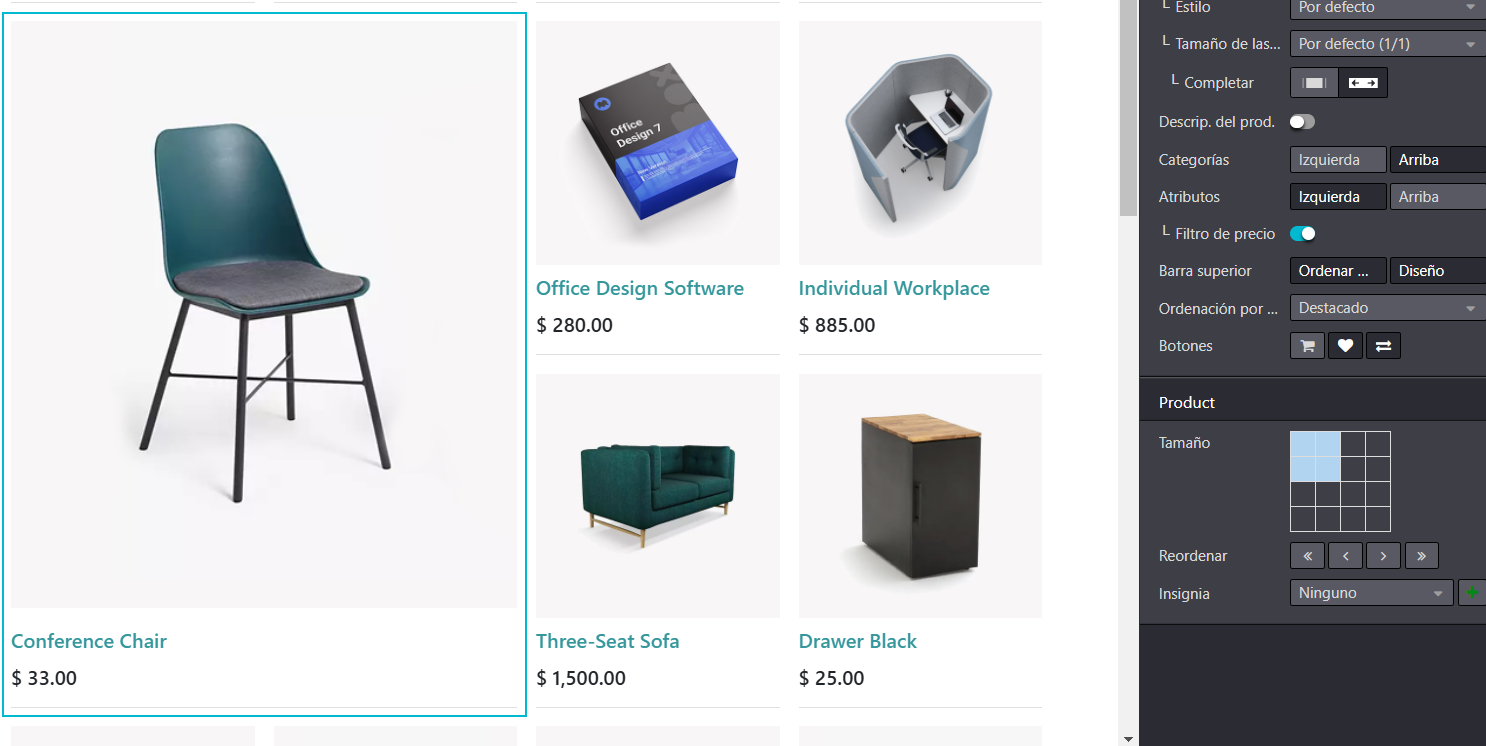 Office
Design 7
Office Design Software
$ 280.00
Individual Workplace
$ 885.00
Conference Chair
$ 33.00
Three-Seat Sofa
$ 1,500.00
Drawer Black
$ 25.00
Estilo
Por defecto
Tamaño de las...
Por defecto (1/1)
Completar
Descrip. del prod.
Categorías
Izquierda
Arriba
Atributos
Izquierda
Arriba
Filtro de precio
Barra superior
Ordenar ...
Diseño
Ordenación por ...
Destacado
Botones
Product
Tamaño
Reordenar
Insignia
Ninguno